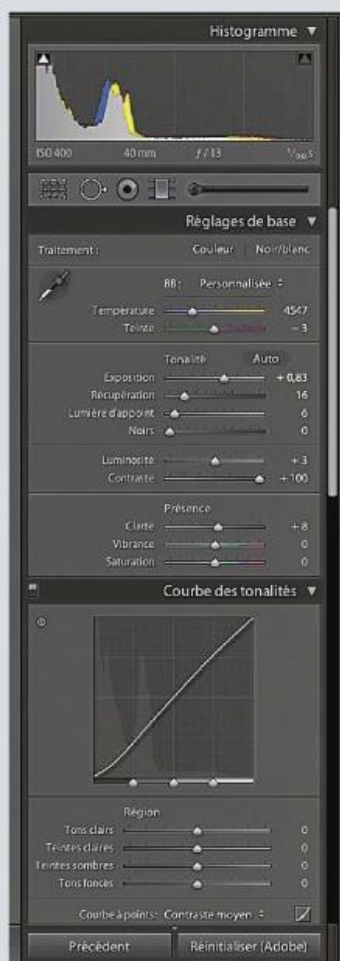 Histogramme ▼
ISO 400 40 mm ƒ / 13
Réglages de base ▼
Traitement : Couleur | Noir/blanc
BB : Personnalisée
Température 4547
Teinte – 3
Tonalité Auto
Exposition + 0,83
Récupération 16
Lumière d'appoint 6
Noirs 0
Luminosité + 3
Contraste + 100
Présence
Clarté + 8
Vibrance 0
Saturation 0
Courbe des tonalités ▼
Région
Tons clairs 0
Teintes claires 0
Teintes sombres 0
Tons foncés 0
Courbe à points : Contraste moyen
Précédent Réinitialiser (Adobe)